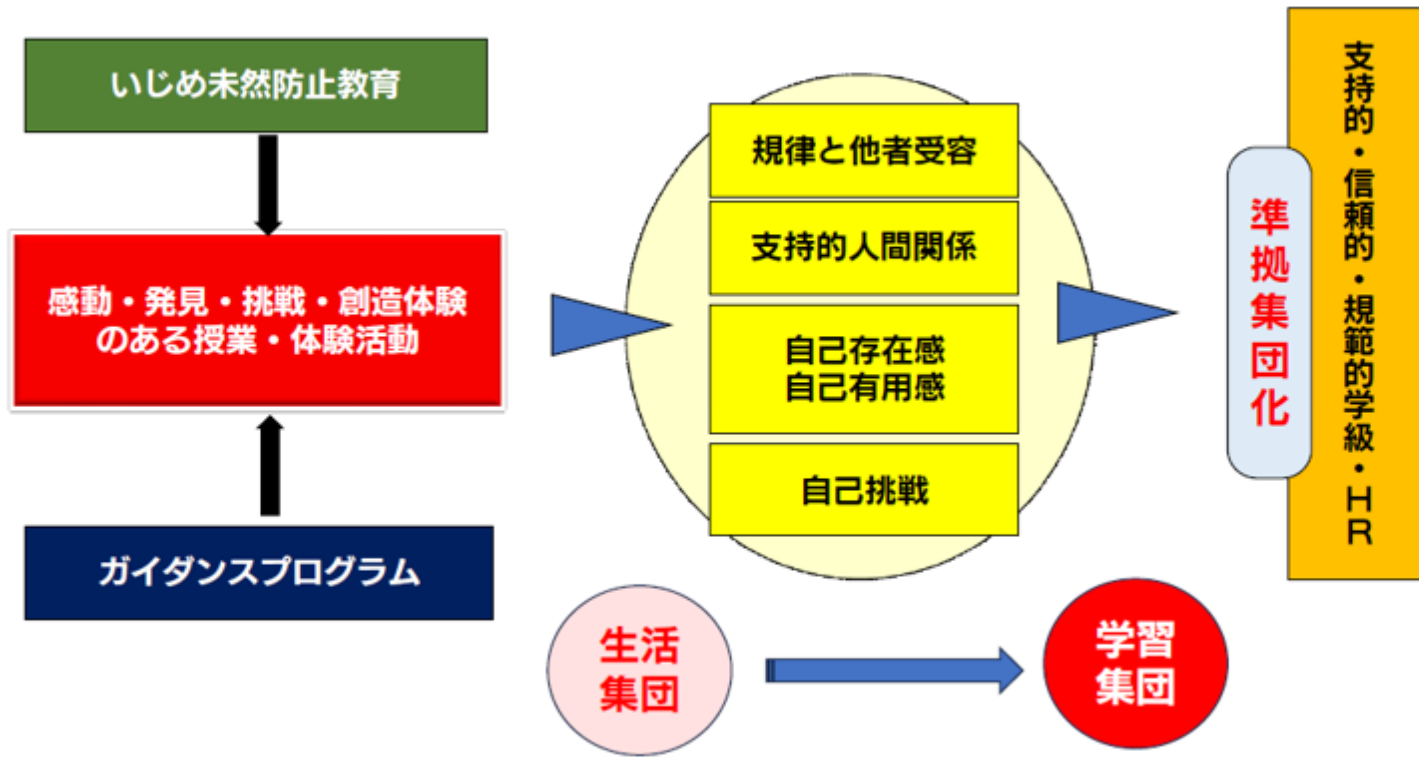 いじめ未然防止教育
感動・発見・挑戦・創造体験
のある授業・体験活動
ガイダンスプログラム
規律と他者受容
支持的人間関係
自己存在感
自己有用感
自己挑戦
準拠集団化
支持的・信頼的・規範的学級・HR
生活
集団
学習
集団